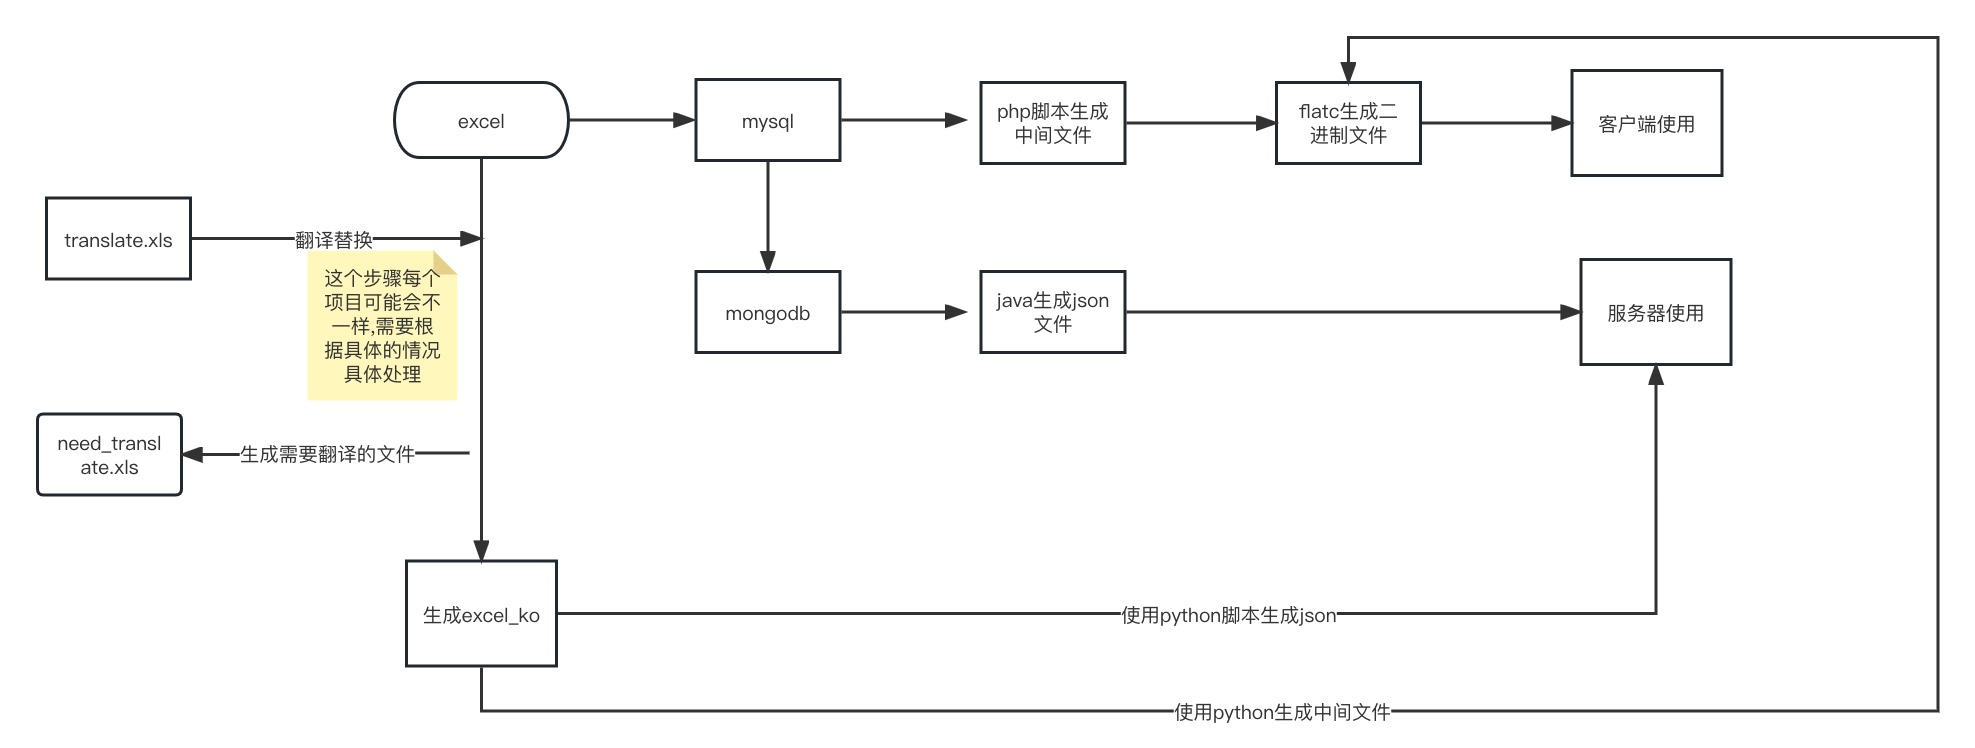 excel
mysql
php脚本生成
中间文件
flatc生成二
进制文件
客户端使用
translate.xls
翻译替换
这个步骤每个
项目可能会不
一样,需要根
据具体的情况
具体处理
mongodb
java生成json
文件
服务器使用
need_transl
ate.xls
生成需要翻译的文件
生成excel_ko
使用python脚本生成json
使用python生成中间文件